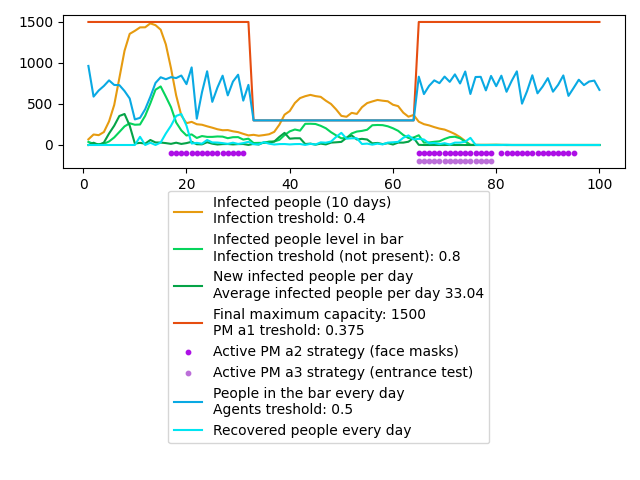 1500
1000
500
0
0
20
40
60
80
100
Infected people (10 days)
Infection treshold: 0.4
Infected people level in bar
Infection treshold (not present): 0.8
New infected people per day
Average infected people per day 33.04
Final maximum capacity: 1500
PM a1 treshold: 0.375
Active PM a2 strategy (face masks)
Active PM a3 strategy (entrance test)
People in the bar every day
Agents treshold: 0.5
Recovered people every day